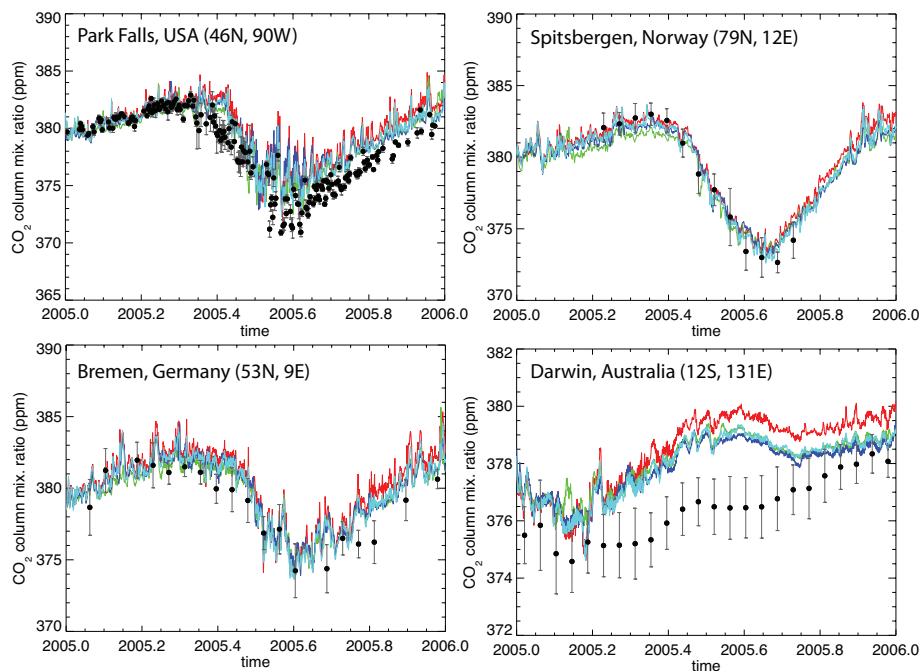 Park Falls, USA (46N, 90W)
CO2 column mix. ratio (ppm)
390
385
380
375
370
365
2005.0 2005.2 2005.4 2005.6 2005.8 2006.0
time
Spitsbergen, Norway (79N, 12E)
CO2 column mix. ratio (ppm)
390
385
380
375
370
2005.0 2005.2 2005.4 2005.6 2005.8 2006.0
time
Bremen, Germany (53N, 9E)
CO2 column mix. ratio (ppm)
390
385
380
375
370
2005.0 2005.2 2005.4 2005.6 2005.8 2006.0
time
Darwin, Australia (12S, 131E)
CO2 column mix. ratio (ppm)
382
380
378
376
374
372
2005.0 2005.2 2005.4 2005.6 2005.8 2006.0
time